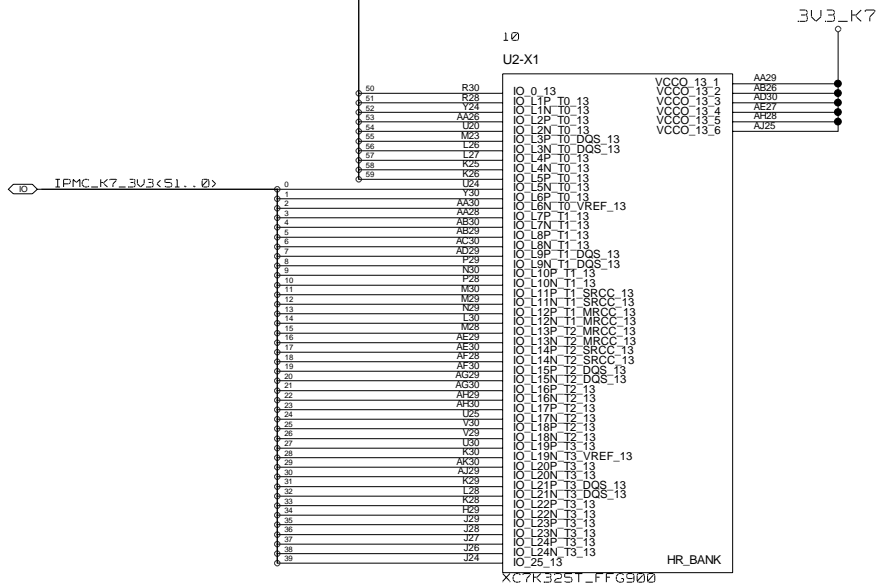 3V3_K7
10
U2-X1
50 R30 IO_0_13 VCCO_13_1 AA29
51 R28 IO_L1P_T0_13 VCCO_13_2 AB26
52 Y24 IO_L1N_T0_13 VCCO_13_3 AD30
53 AA26 IO_L2P_T0_13 VCCO_13_4 AE27
54 U20 IO_L2N_T0_13 VCCO_13_5 AH28
55 M23 IO_L3P_T0_DQS_13 VCCO_13_6 AJ25
56 L26 IO_L3N_T0_DQS_13
57 L27 IO_L4P_T0_13
58 K25 IO_L4N_T0_13
59 K26 IO_L5P_T0_13
IO IPMC_K7_3V3<51..0>
0 U24 IO_L5N_T0_13
1 Y30 IO_L6P_T0_13
2 AA30 IO_L6N_T0_VREF_13
3 AA28 IO_L7P_T1_13
4 AB30 IO_L7N_T1_13
5 AB29 IO_L8P_T1_13
6 AC30 IO_L8N_T1_13
7 AD29 IO_L9P_T1_DQS_13
8 P29 IO_L9N_T1_DQS_13
9 N30 IO_L10P_T1_13
10 P28 IO_L10N_T1_13
11 M30 IO_L11P_T1_SRCC_13
12 M29 IO_L11N_T1_SRCC_13
13 N29 IO_L12P_T1_MRCC_13
14 L30 IO_L12N_T1_MRCC_13
15 M28 IO_L13P_T2_MRCC_13
16 AE29 IO_L13N_T2_MRCC_13
17 AE30 IO_L14P_T2_SRCC_13
18 AF28 IO_L14N_T2_SRCC_13
19 AF30 IO_L15P_T2_DQS_13
20 AG29 IO_L15N_T2_DQS_13
21 AG30 IO_L16P_T2_13
22 AH29 IO_L16N_T2_13
23 AH30 IO_L17P_T2_13
24 U25 IO_L17N_T2_13
25 V30 IO_L18P_T2_13
26 V29 IO_L18N_T2_13
27 U30 IO_L19P_T3_13
28 K30 IO_L19N_T3_VREF_13
29 AK30 IO_L20P_T3_13
30 AJ29 IO_L20N_T3_13
31 K29 IO_L21P_T3_DQS_13
32 L28 IO_L21N_T3_DQS_13
33 K28 IO_L22P_T3_13
34 H29 IO_L22N_T3_13
35 J29 IO_L23P_T3_13
36 J28 IO_L23N_T3_13
37 J27 IO_L24P_T3_13
38 J26 IO_L24N_T3_13
39 J24 IO_25_13
HR_BANK
XC7K325T_FFG900